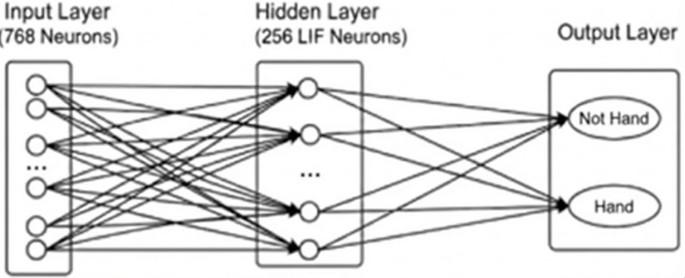 Input Layer
(768 Neurons)
Hidden Layer
(256 LIF Neurons)
Output Layer
Not Hand
...
...
Hand